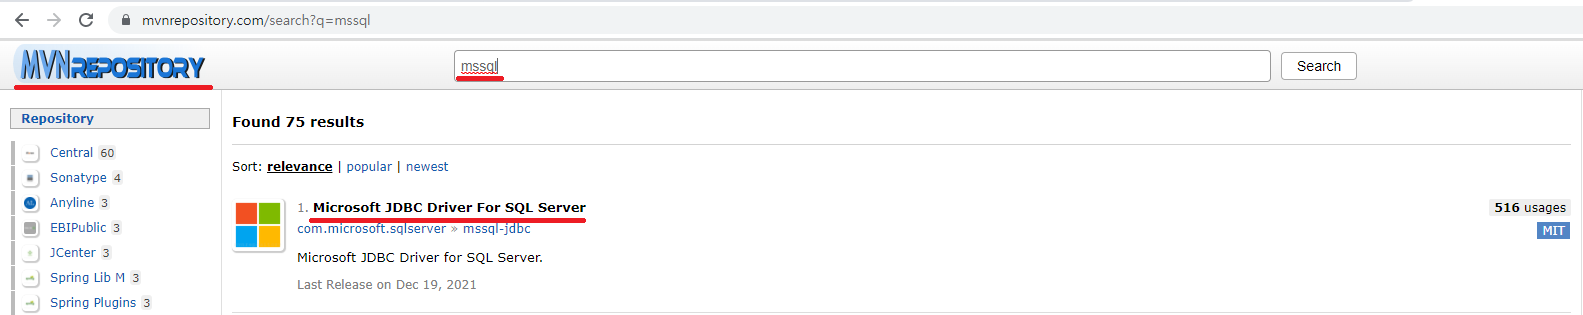 mvnrepository.com/search?q=mssql
MVNREPOSITORY
mssql
Search
Repository
Central 60
Sonatype 4
Anyline 3
EBIPublic 3
JCenter 3
Spring Lib M 3
Spring Plugins 3
Found 75 results
Sort: relevance | popular | newest
1. Microsoft JDBC Driver For SQL Server
516 usages
com.microsoft.sqlserver » mssql-jdbc
MIT
Microsoft JDBC Driver for SQL Server.
Last Release on Dec 19, 2021